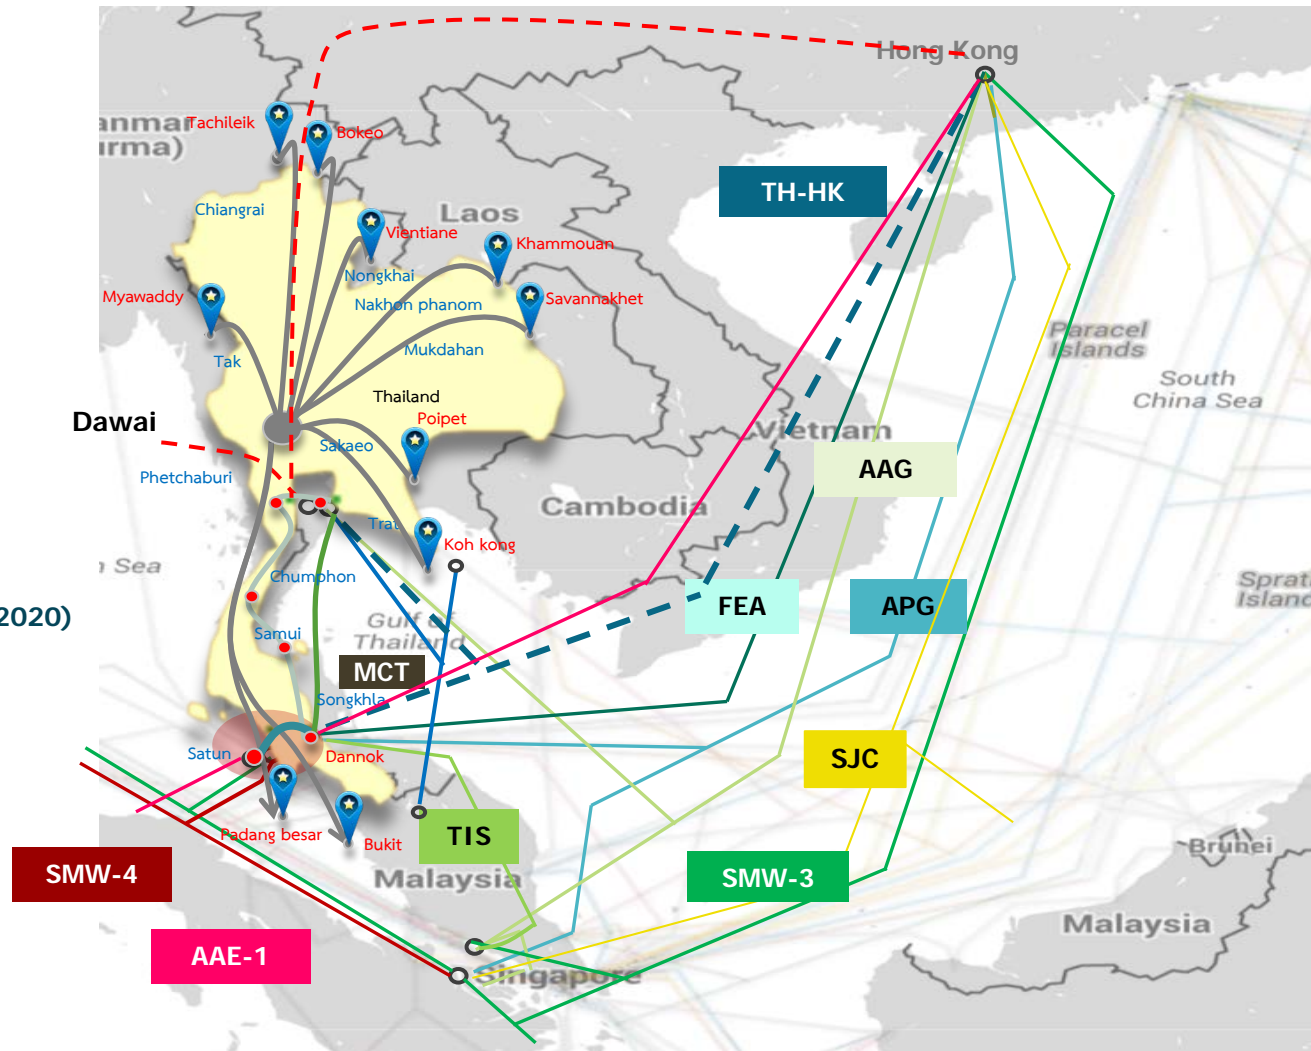 Hong Kong
anmar
urma)
Tachileik
Bokeo
TH-HK
Chiangrai
Laos
Vientiane
Khammouan
Nongkhai
Myawaddy
Nakhon phanom
Savannakhet
Paracel
Islands
Tak
Mukdahan
South
China Sea
Thailand
Dawai
Poipet
Vietnam
Sakaeo
AAG
Phetchaburi
Cambodia
Trat
Koh kong
Sea
Chumphon
Sprat
Island
2020)
FEA
APG
Gulf of
Thailand
Samui
MCT
Songkhla
Satun
Dannok
SJC
Padang besar
Bukit
TIS
Brunei
SMW-4
Malaysia
SMW-3
Malaysia
AAE-1
Singapore